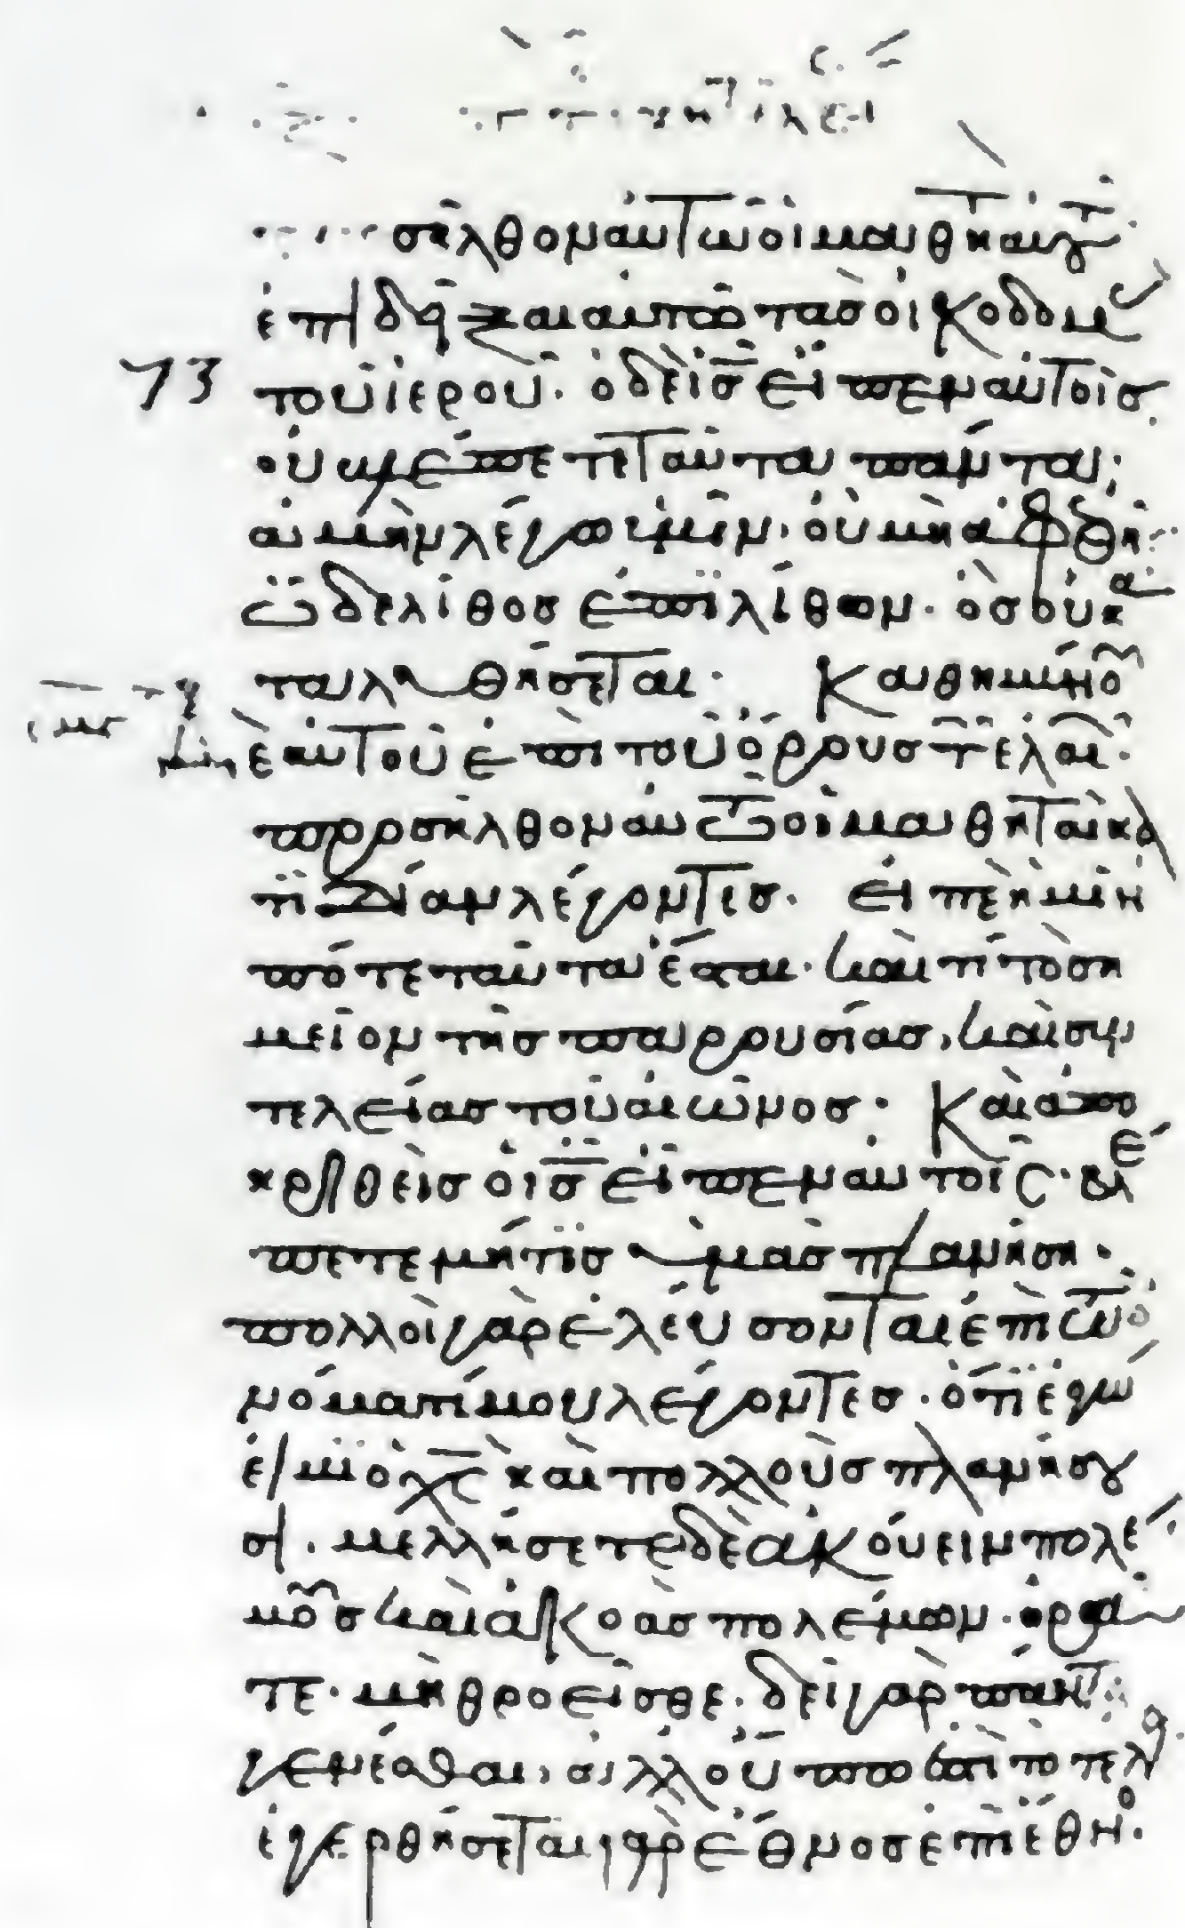 σῆλθον αὐτῶ οἱ μαθηταὶ
ἐπιδεῖξαι αὐτῶ τὰσ οἰκοδομ
73 τοῦ ἱεροῦ. ὁ δὲ ις εἶπεν αὐτοῖσ.
οὐ βλέπετε ταῦτα πάντα;
ἀμὴν λέγω ὑμῖν. οὐ μὴ ἀφεθῆ
ὧδε λίθοσ ἐπὶ λίθον. ὃσ οὐ κα
ταλυθήσεται. Καθημένου
δὲ αὐτοῦ ἐπὶ τοῦ ὄρουσ τῶν ἐλαι.
προσῆλθον αὐτῶ οἱ μαθηταὶ κα
τ' ἰδίαν λέγοντεσ. εἰπὲ ἡμῖν
πότε ταῦτα ἔσται. καὶ τί τὸ ση
μεῖον τῆσ παρουσίασ, καὶ συν
τελείασ τοῦ αἰῶνοσ. Καὶ ἀπο
κριθεὶσ ὁ ις εἶπεν αὐτοῖς. βλέ
πετε μή τισ ὑμᾶσ πλανήση.
πολλοὶ γὰρ ἐλεύσονται ἐπὶ τῶ ὀ
νόματί μου λέγοντεσ. ὅτι ἐγώ
εἰμι ὁ χς καὶ πολλοὺσ πλανήσου
σι. μελλήσετε δὲ ἀκούειν πολέ
μουσ καὶ ἀκοὰσ πολέμων. ὁρᾶ
τε. μὴ θροεῖσθε. δεῖ γὰρ πάντα
γενέσθαι, ἀλλ' οὔπω ἐστὶ τὸ τέλος
ἐγερθήσεται γὰρ ἔθνοσ ἐπὶ ἔθνο.